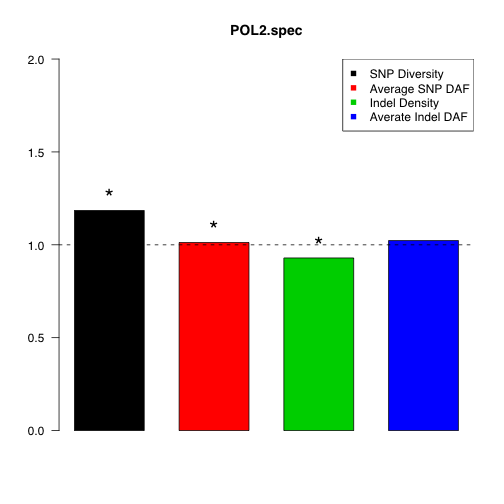 POL2.spec
SNP Diversity
Average SNP DAF
Indel Density
Averate Indel DAF
2.0
1.5
1.0
0.5
0.0
*
*
*